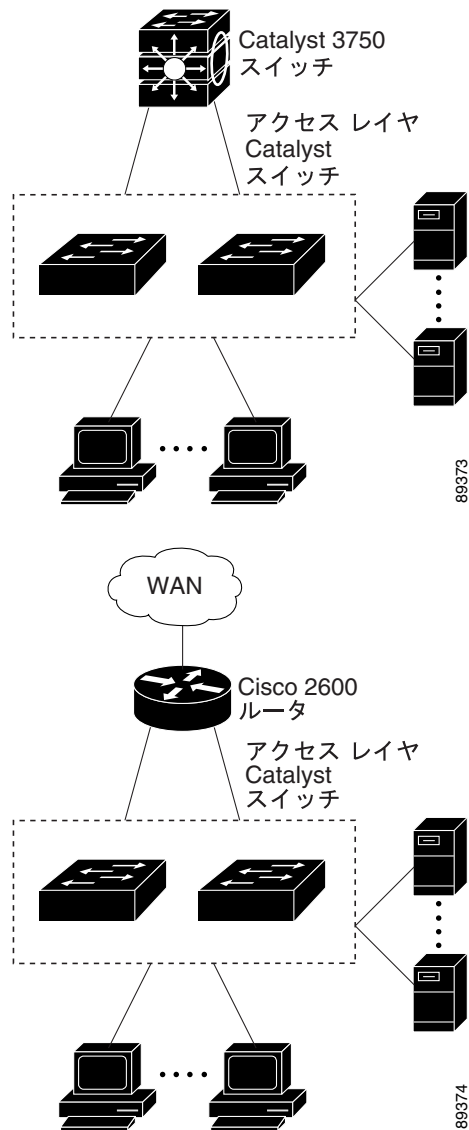 Catalyst 3750
スイッチ
アクセス レイヤ
Catalyst
スイッチ
89373
WAN
Cisco 2600
ルータ
アクセス レイヤ
Catalyst
スイッチ
89374